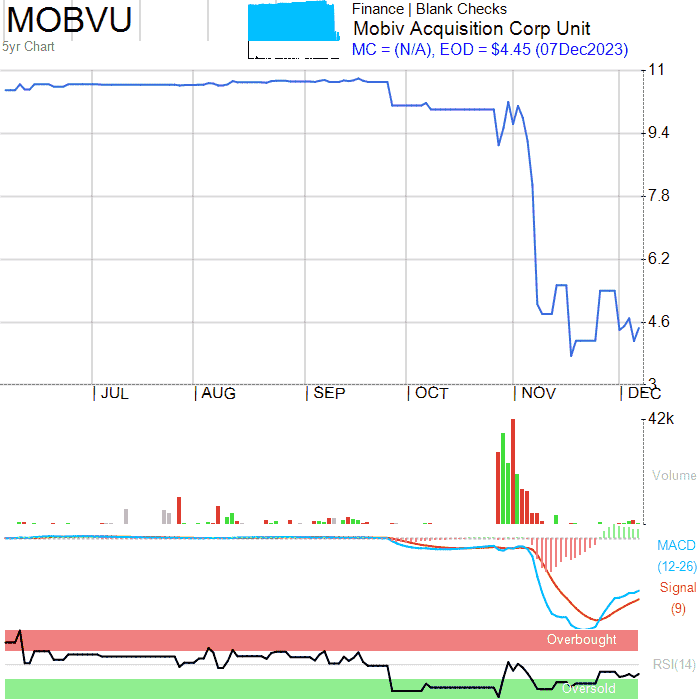 MOBVU
5yr Chart
Finance | Blank Checks
Mobiv Acquisition Corp Unit
MC = (N/A), EOD = $4.45 (07Dec2023)
11
9.4
7.8
6.2
4.6
3
JUL
AUG
SEP
OCT
NOV
DEC
42k
Volume
MACD
(12-26)
Signal
(9)
Overbought
RSI(14)
Oversold